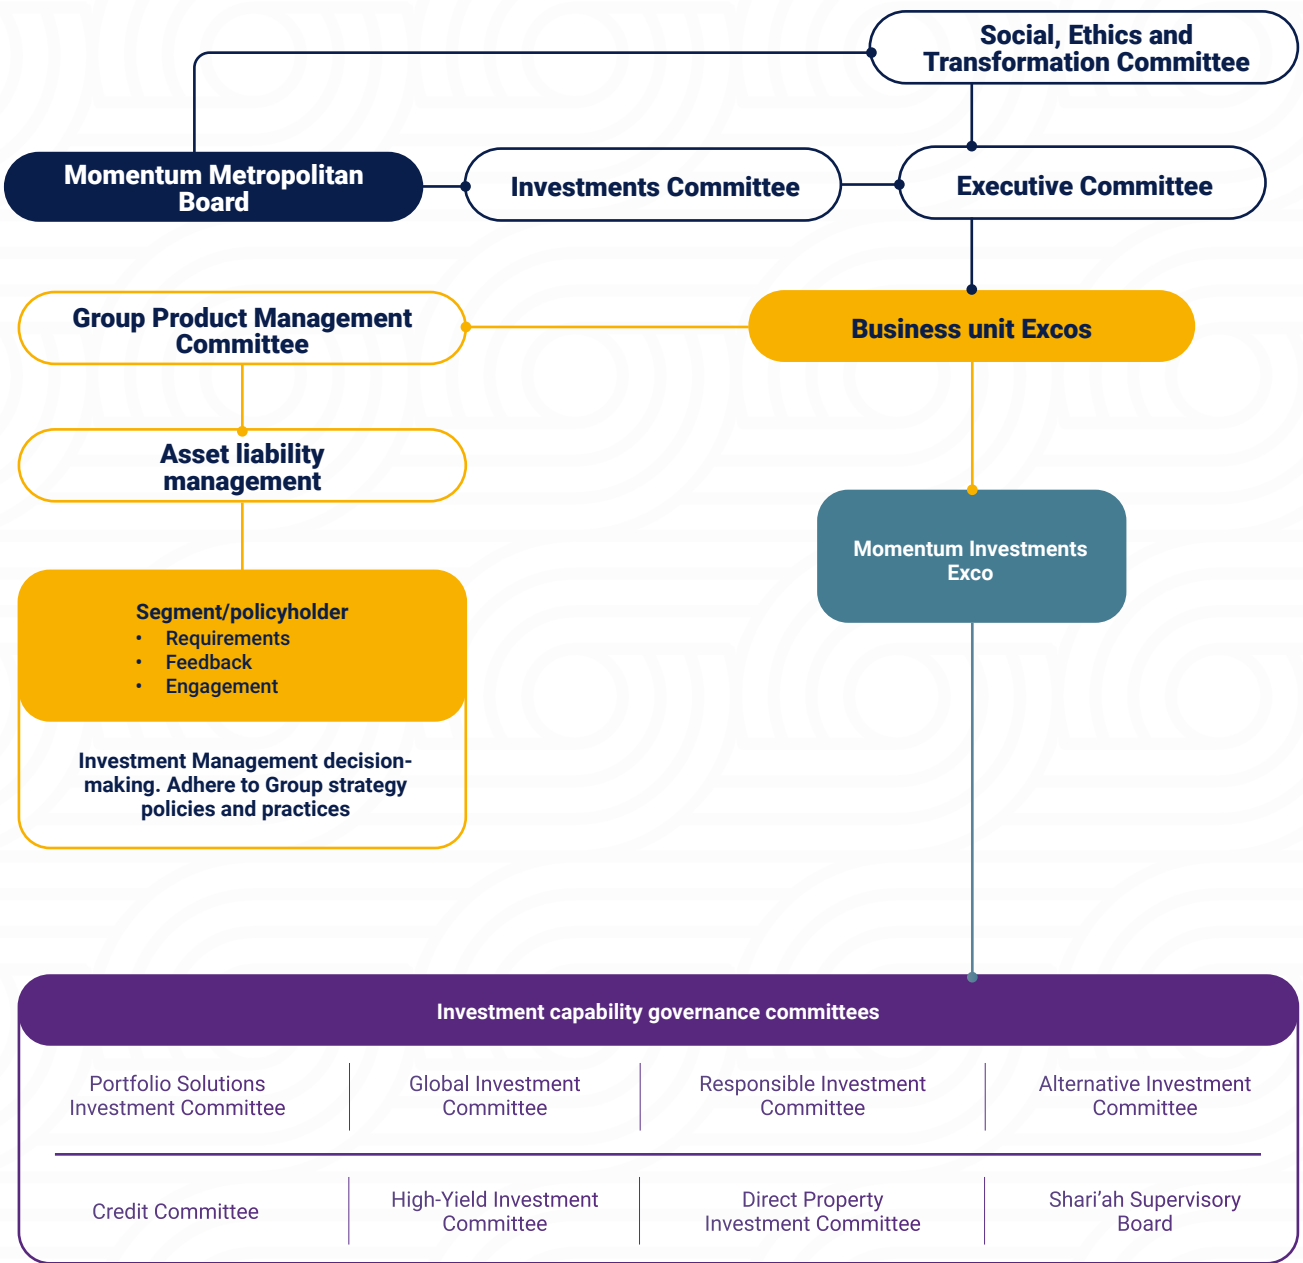 Social, Ethics and
Transformation Committee
Momentum Metropolitan
Board
Investments Committee
Executive Committee
Group Product Management
Committee
Business unit Excos
Asset liability
management
Momentum Investments
Exco
Segment/policyholder
• Requirements
• Feedback
• Engagement
Investment Management decision-
making. Adhere to Group strategy
policies and practices
Investment capability governance committees
Portfolio Solutions
Investment Committee
Global Investment
Committee
Responsible Investment
Committee
Alternative Investment
Committee
Credit Committee
High-Yield Investment
Committee
Direct Property
Investment Committee
Shari’ah Supervisory
Board